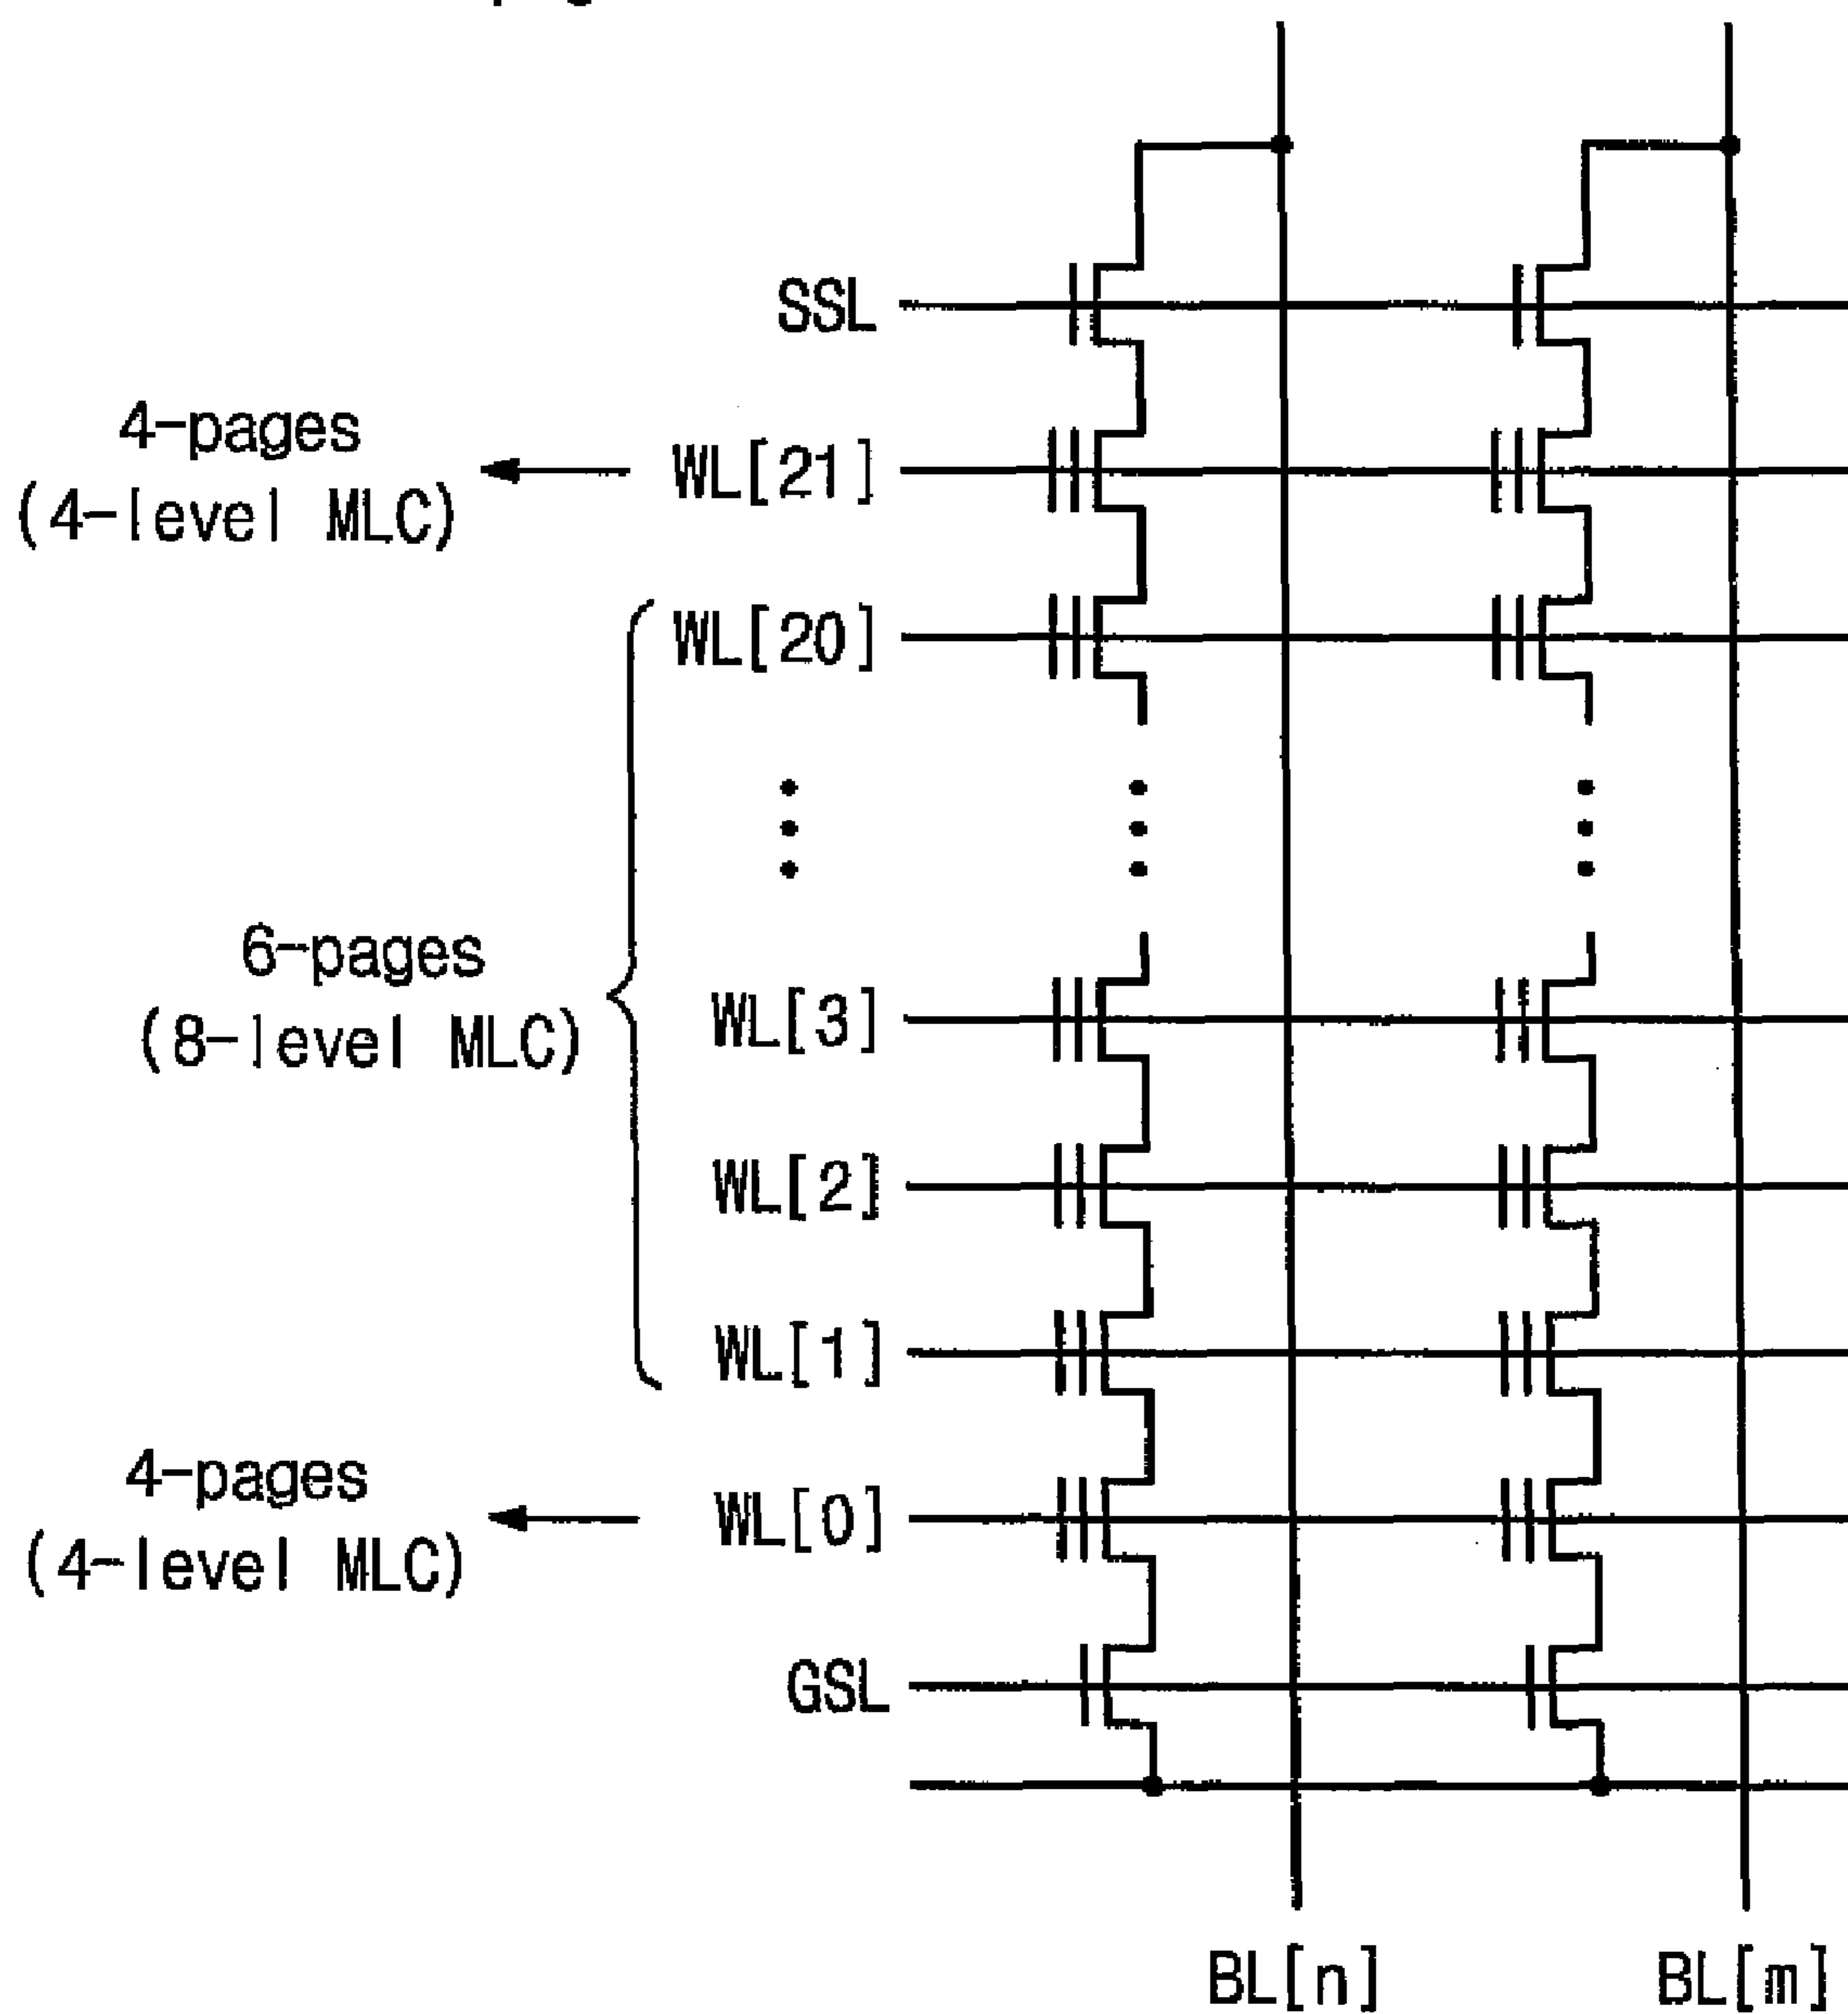 SSL
4-pages
(4-level MLC)
WL[21]
WL[20]
6-pages
(8-level MLC)
WL[3]
WL[2]
WL[1]
4-pages
(4-level MLC)
WL[0]
GSL
BL[n]
BL[m]